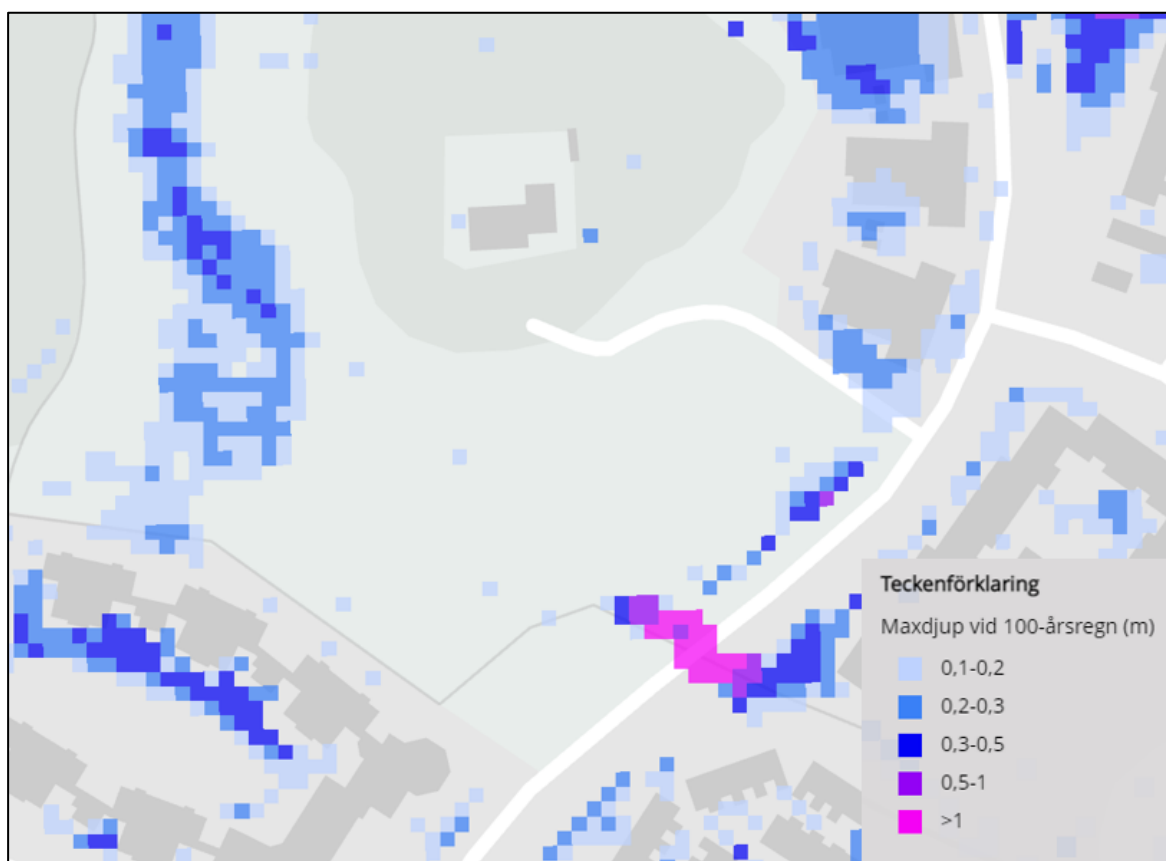 Teckenförklaring
Maxdjup vid 100-årsregn (m)
0,1-0,2
0,2-0,3
0,3-0,5
0,5-1
>1